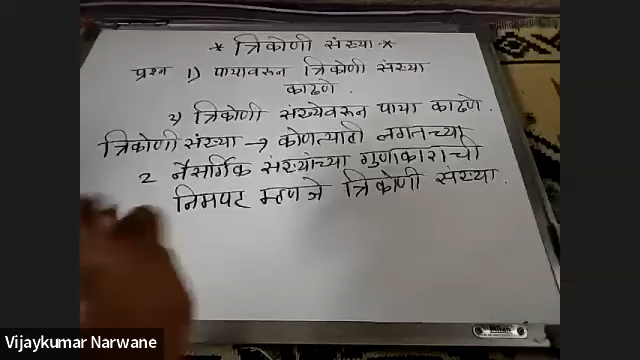 * त्रिकोणी संख्या *
प्रश्न 1) पायावरून त्रिकोणी संख्या
काढणे.
2) त्रिकोणी संख्येवरून पाया काढणे.
त्रिकोणी संख्या → कोणत्याही लगतच्या
2 नैसर्गिक संख्यांच्या गुणाकाराची
निमपट म्हणजे त्रिकोणी संख्या.
Vijaykumar Narwane